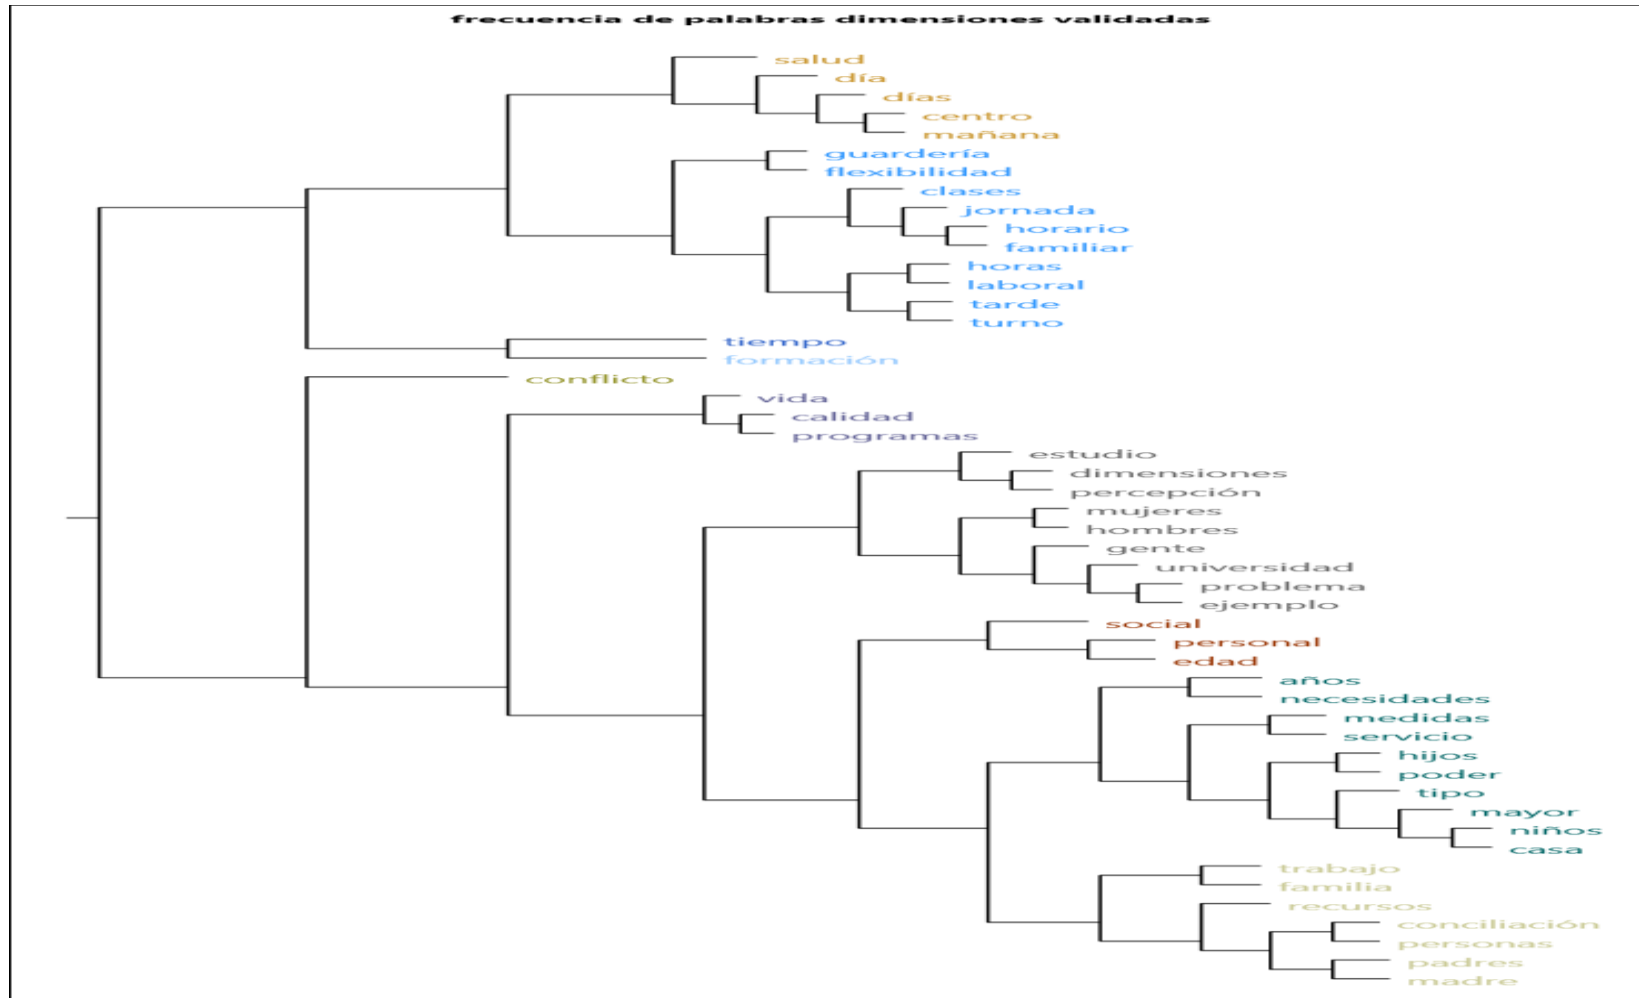 frecuencia de palabras dimensiones validadas
salud
día
días
centro
mañana
guardería
flexibilidad
clases
jornada
horario
familiar
horas
laboral
tarde
turno
tiempo
formación
conflicto
vida
calidad
programas
estudio
dimensiones
percepción
mujeres
hombres
gente
universidad
problema
ejemplo
social
personal
edad
años
necesidades
medidas
servicio
hijos
poder
tipo
mayor
niños
casa
trabajo
familia
recursos
conciliación
personas
padres
madre